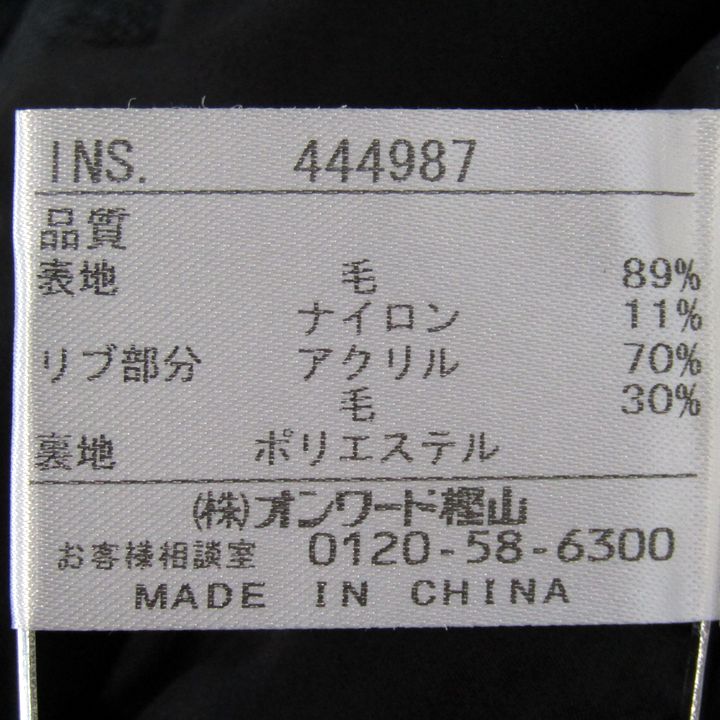 INS. 444987
品質
表地 毛 89%
ナイロン 11%
リブ部分 アクリル 70%
毛 30%
裏地 ポリエステル
(株)オンワード樫山
お客様相談室 0120-58-6300
MADE IN CHINA